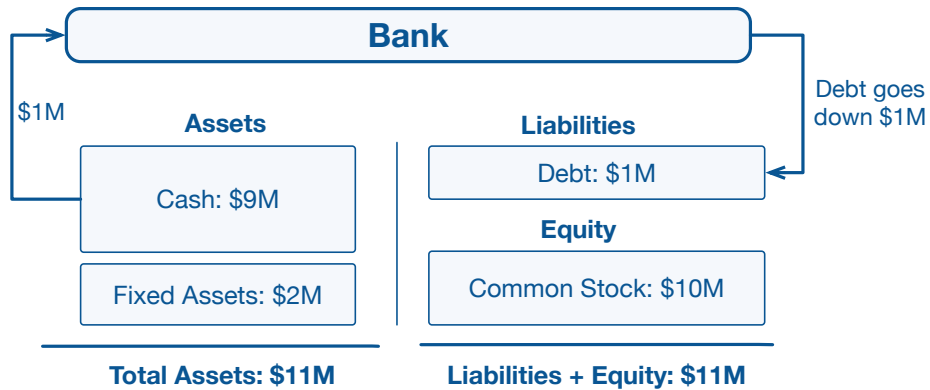 Bank
$1M
Debt goes
down $1M
Assets
Cash: $9M
Fixed Assets: $2M
Total Assets: $11M
Liabilities
Debt: $1M
Equity
Common Stock: $10M
Liabilities + Equity: $11M